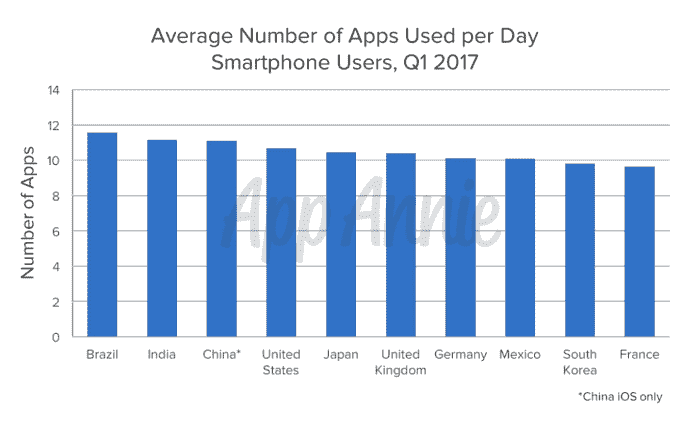 Average Number of Apps Used per Day
Smartphone Users, Q1 2017
Number of Apps
14
12
10
8
6
4
2
0
App Annie
Brazil
India
China*
United
States
Japan
United
Kingdom
Germany
Mexico
South
Korea
France
*China iOS only